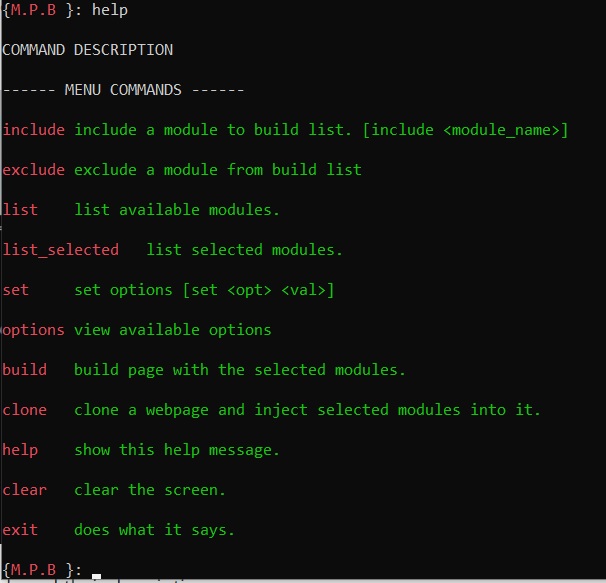 {M.P.B }: help
COMMAND DESCRIPTION
------ MENU COMMANDS ------
include include a module to build list. [include <module_name>]
exclude exclude a module from build list
list    list available modules.
list_selected   list selected modules.
set     set options [set <opt> <val>]
options view available options
build   build page with the selected modules.
clone   clone a webpage and inject selected modules into it.
help    show this help message.
clear   clear the screen.
exit    does what it says.
{M.P.B }: